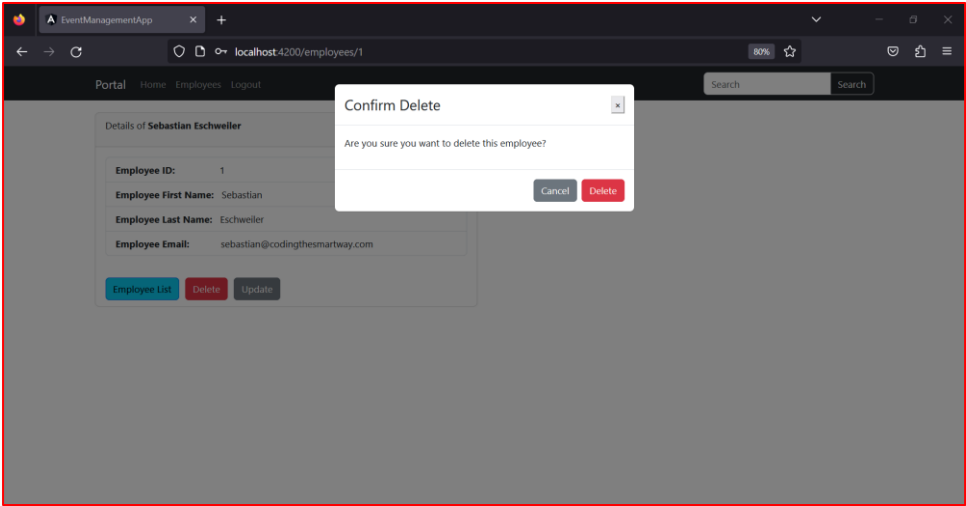 EventManagementApp
localhost:4200/employees/1
80%
Portal Home Employees Logout
Search Search
Confirm Delete
×
Are you sure you want to delete this employee?
Cancel Delete
Details of Sebastian Eschweiler
Employee ID: 1
Employee First Name: Sebastian
Employee Last Name: Eschweiler
Employee Email: sebastian@codingthesmartway.com
Employee List Delete Update